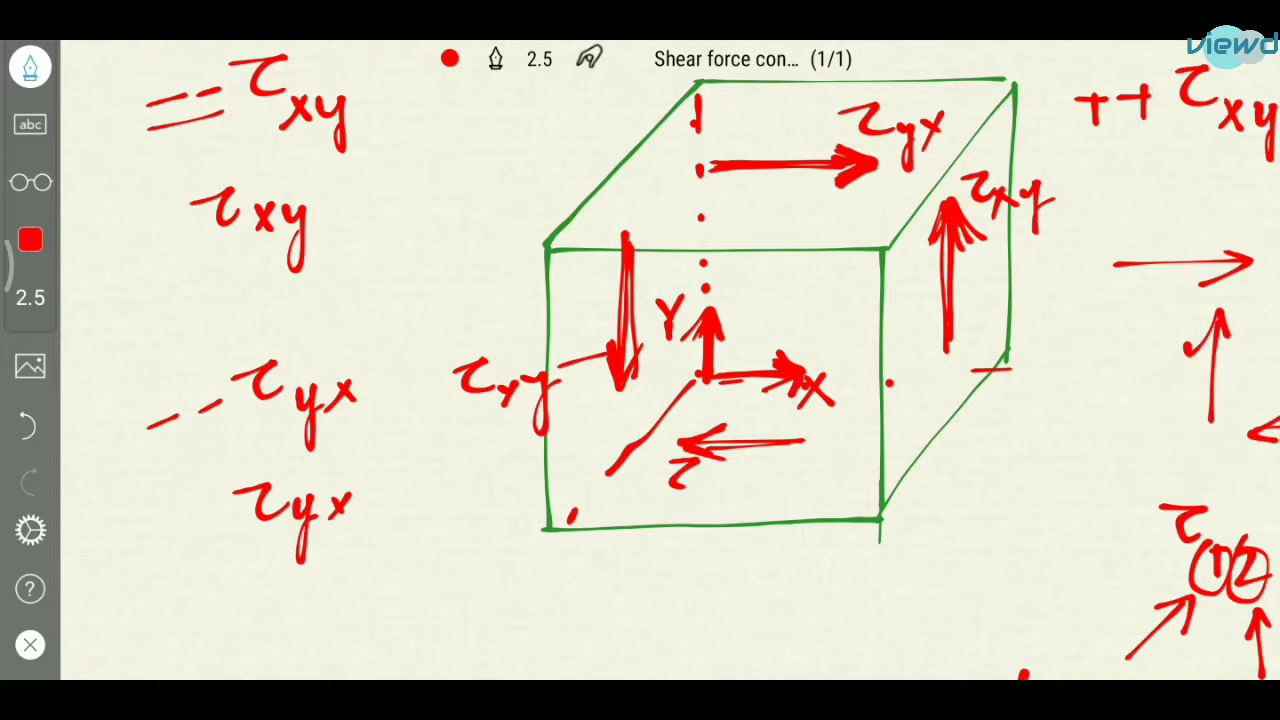 viewd
abc
2.5
2.5 Shear force con... (1/1)
-- τxy
++ τxy
τyx
τxy
τxy
Y
X
τxy
τ
-- τyx
τyx
τ12